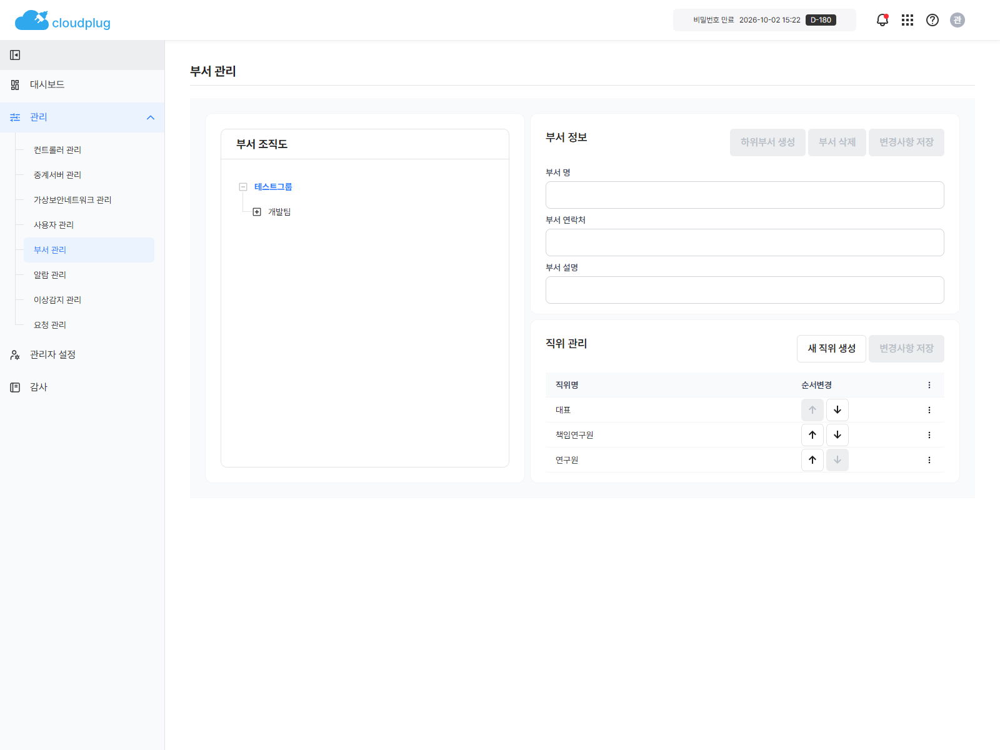 cloudplug
비밀번호 만료 2026-10-02 15:22 D-180
관
대시보드
관리
컨트롤러 관리
중계서버 관리
가상보안네트워크 관리
사용자 관리
부서 관리
알람 관리
이상감지 관리
요청 관리
관리자 설정
감사
부서 관리
부서 조직도
테스트그룹
개발팀
부서 정보
하위부서 생성 부서 삭제 변경사항 저장
부서 명
부서 연락처
부서 설명
직위 관리
새 직위 생성 변경사항 저장
직위명 순서변경
대표
책임연구원
연구원